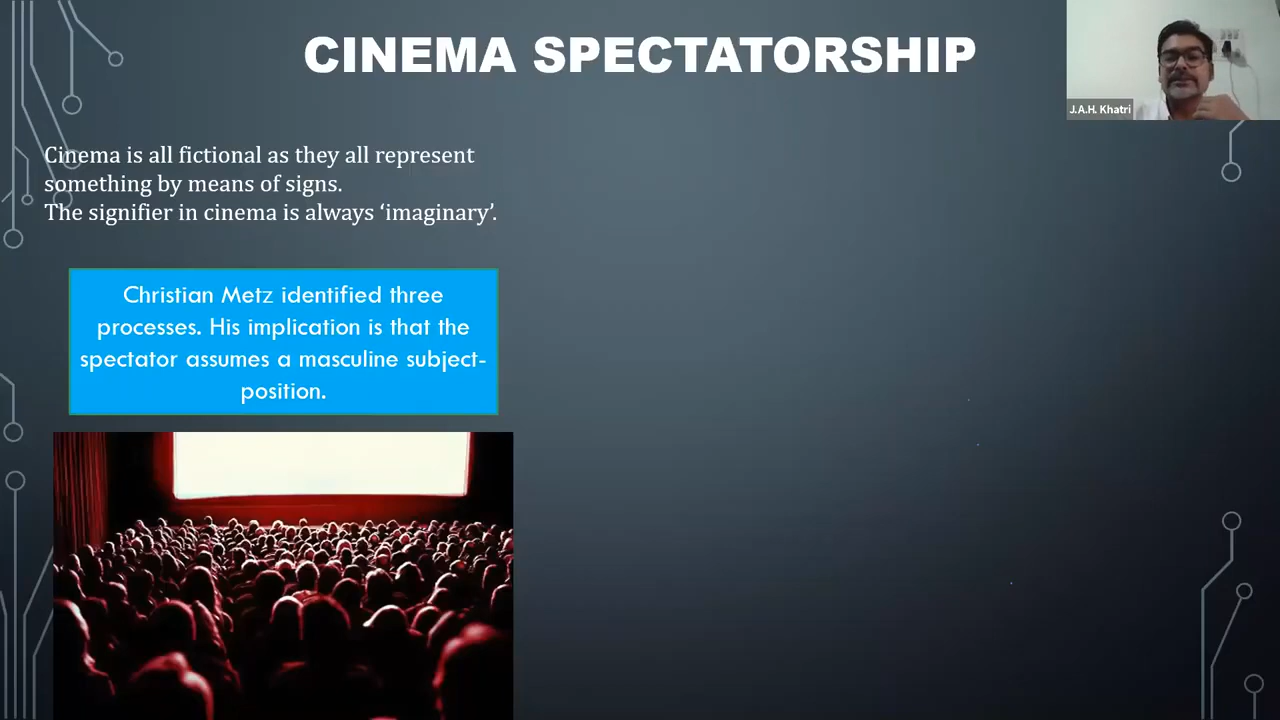 CINEMA SPECTATORSHIP
J.A.H. Khatri
Cinema is all fictional as they all represent
something by means of signs.
The signifier in cinema is always ‘imaginary’.
Christian Metz identified three
processes. His implication is that the
spectator assumes a masculine subject-
position.